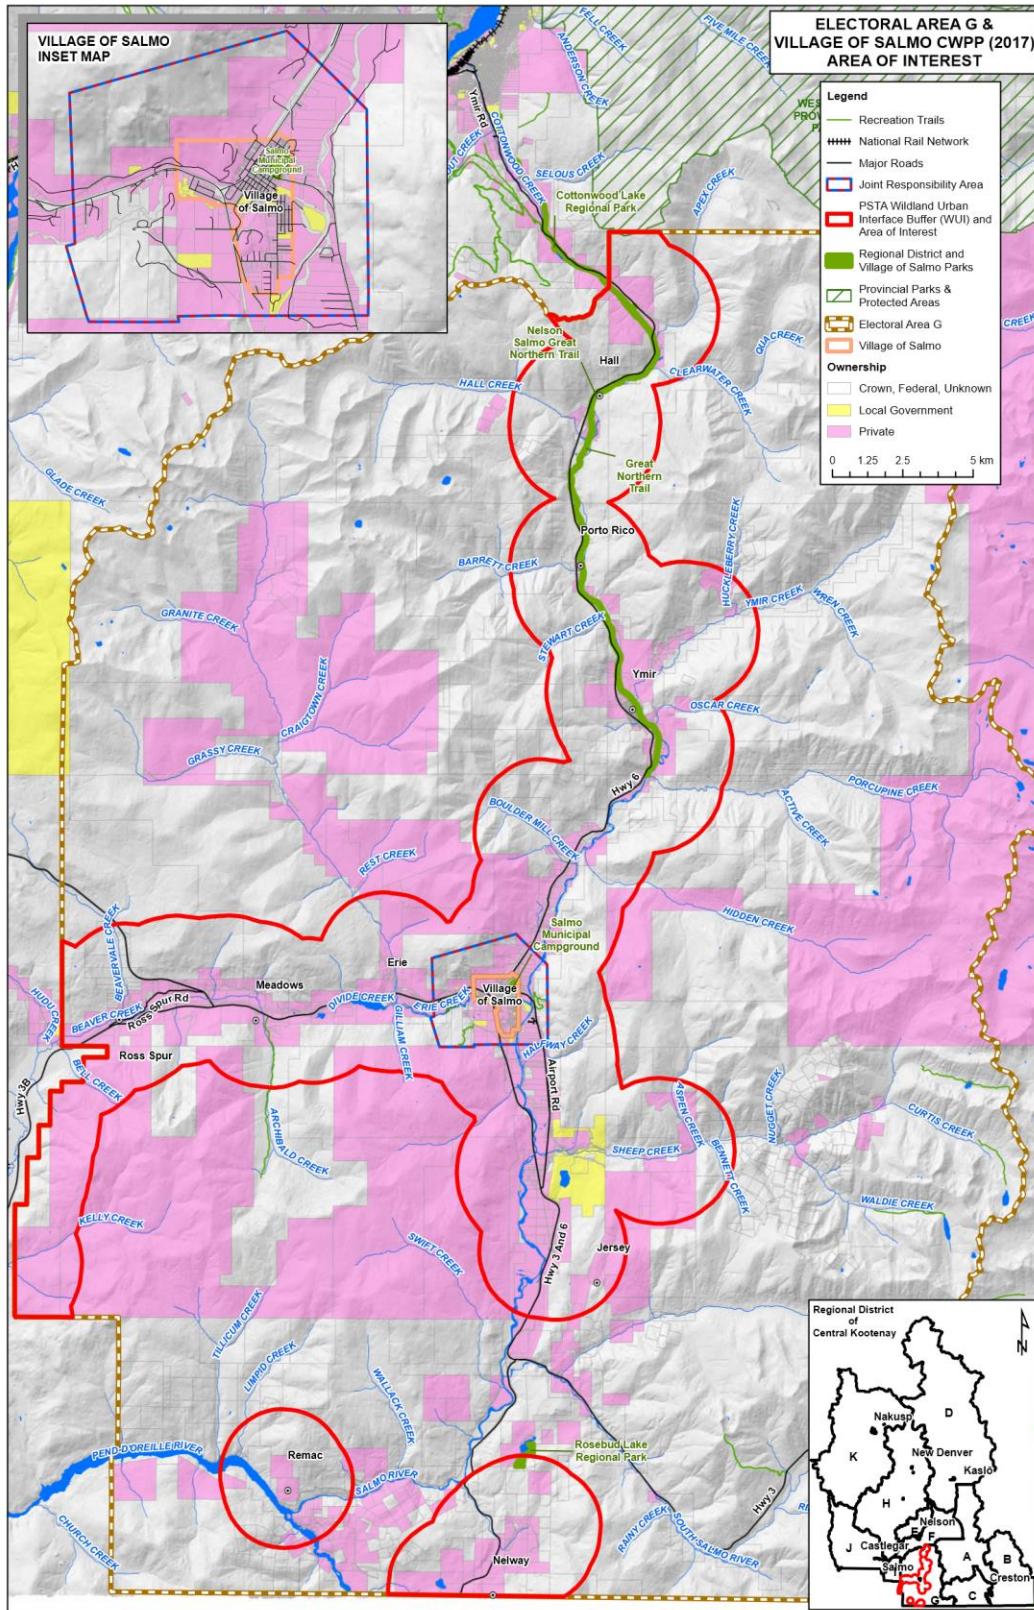 ELECTORAL AREA G &
VILLAGE OF SALMO CWPP (2017)
AREA OF INTEREST
VILLAGE OF SALMO
INSET MAP
Salmo
Municipal
Campground
Village
of Salmo
Legend
Recreation Trails
National Rail Network
Major Roads
Joint Responsibility Area
PSTA Wildland Urban
Interface Buffer (WUI) and
Area of Interest
Regional District and
Village of Salmo Parks
Provincial Parks &
Protected Areas
Electoral Area G
Village of Salmo
Ownership
Crown, Federal, Unknown
Local Government
Private
0 1.25 2.5 5 km
FELL CREEK
FIVE MILE CREEK
ANDERSON CREEK
Ymir Rd
COTTONWOOD CREEK
SELOUS CREEK
APEX CREEK
Cottonwood Lake
Regional Park
CREEK
QUA CREEK
Nelson
Salmo Great
Northern Trail
Hall
HALL CREEK
CLEARWATER CREEK
Great
Northern
Trail
GLADE CREEK
Porto Rico
BARRETT CREEK
HUCKLEBERRY CREEK
YMIR CREEK
WREN CREEK
GRANITE CREEK
STEWART CREEK
Ymir
OSCAR CREEK
CRAIGTOWN CREEK
GRASSY CREEK
Hwy 6
PORCUPINE CREEK
ACTIVE CREEK
BOULDER MILL CREEK
REST CREEK
HIDDEN CREEK
Salmo
Municipal
Campground
BEAVERVALE CREEK
Erie
Meadows
Village
of Salmo
DIVIDE CREEK
ERIE CREEK
HUDU CREEK
BEAVER CREEK
Ross Spur Rd
GILLIAM CREEK
HALFWAY CREEK
Ross Spur
BELL CREEK
Hwy 3B
Airport Rd
ASPEN CREEK
NUGGET CREEK
CURTIS CREEK
ARCHIBALD CREEK
SHEEP CREEK
BENNETT CREEK
WALDIE CREEK
KELLY CREEK
SWIFT CREEK
Hwy 3 And 6
Jersey
TILLICUM CREEK
LIMPID CREEK
WALLACK CREEK
PEND-D'OREILLE RIVER
Remac
Rosebud Lake
Regional Park
SALMO RIVER
Hwy 3
RAINY CREEK
SOUTH SALMO RIVER
CHURCH CREEK
Nelway
Regional District
of
Central Kootenay
N
Nakusp
D
K
New Denver
Kaslo
H
Nelson
E
F
J
Castlegar
Salmo
I
A
B
Creston
G
C